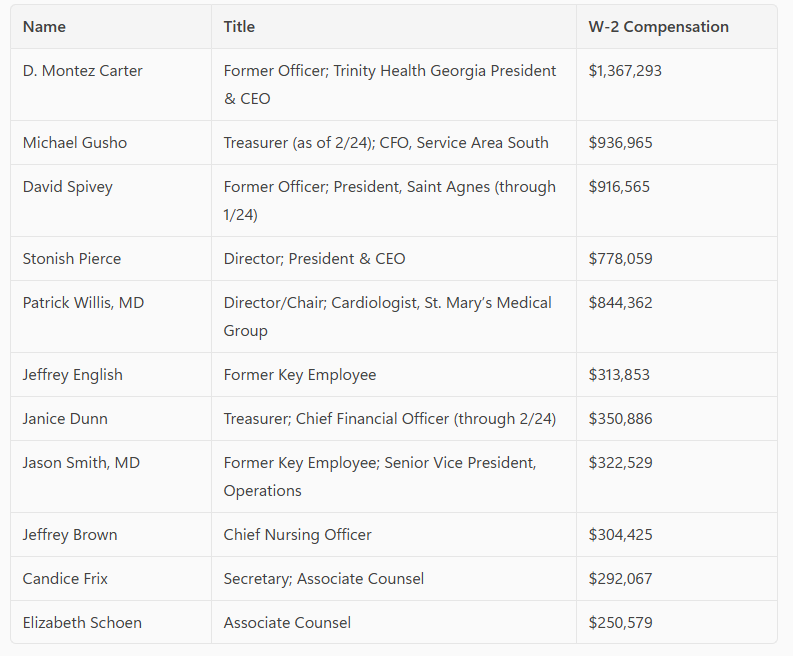 Name Title W-2 Compensation
D. Montez Carter Former Officer; Trinity Health Georgia President $1,367,293
& CEO
Michael Gusho Treasurer (as of 2/24); CFO, Service Area South $936,965
David Spivey Former Officer; President, Saint Agnes (through $916,565
1/24)
Stonish Pierce Director; President & CEO $778,059
Patrick Willis, MD Director/Chair; Cardiologist, St. Mary’s Medical $844,362
Group
Jeffrey English Former Key Employee $313,853
Janice Dunn Treasurer; Chief Financial Officer (through 2/24) $350,886
Jason Smith, MD Former Key Employee; Senior Vice President, $322,529
Operations
Jeffrey Brown Chief Nursing Officer $304,425
Candice Frix Secretary; Associate Counsel $292,067
Elizabeth Schoen Associate Counsel $250,579